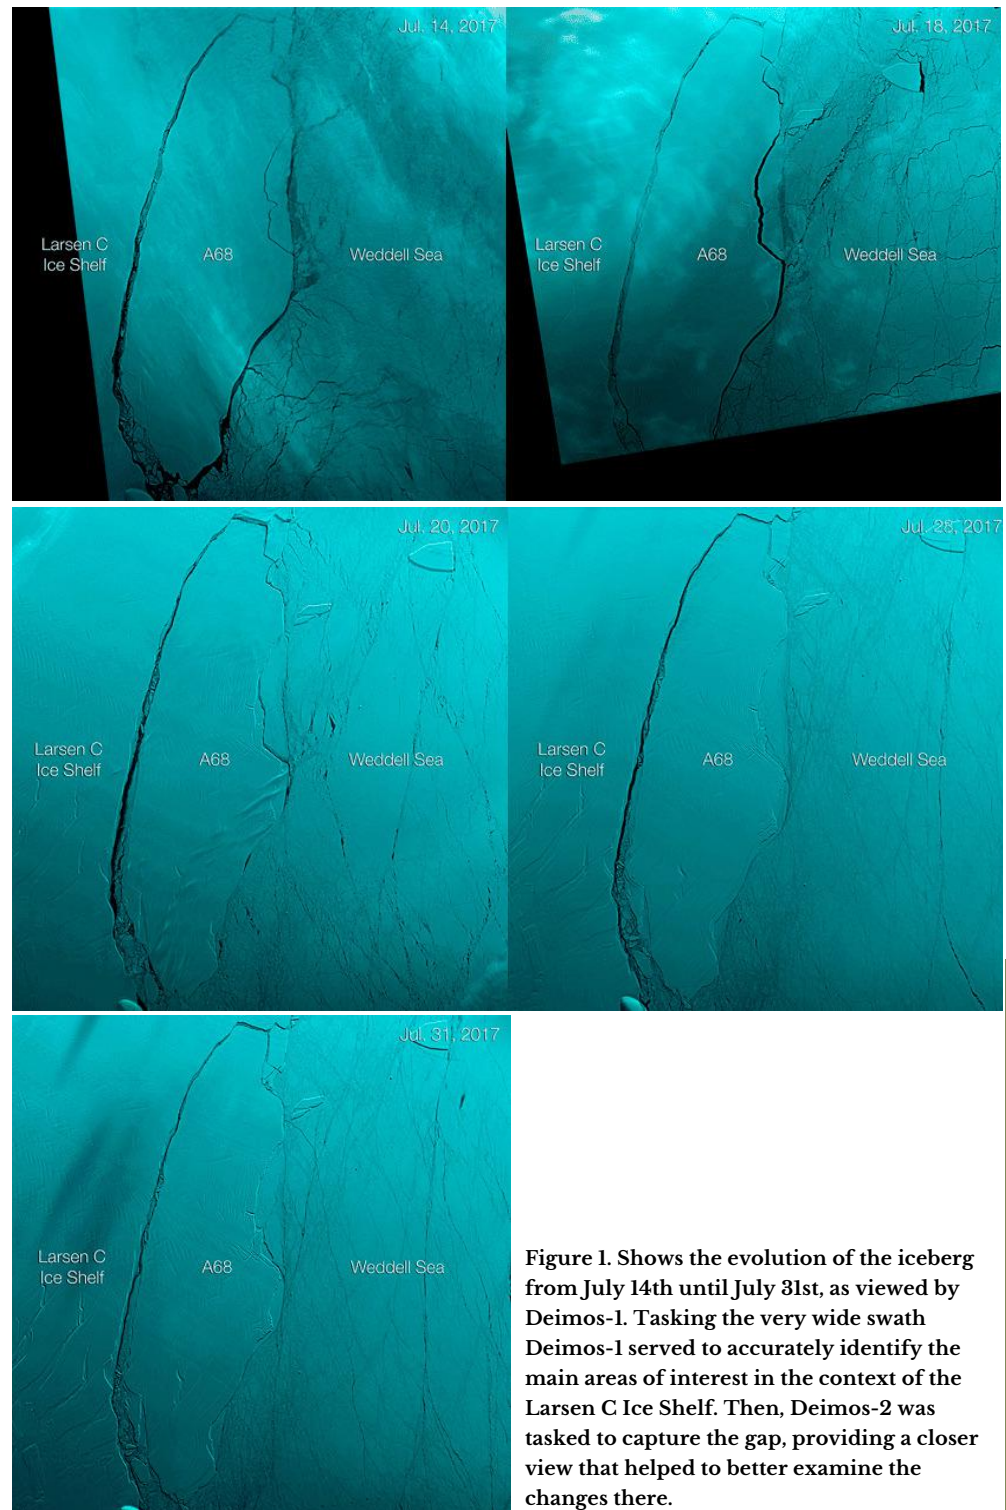 Jul. 14, 2017
Larsen C
Ice Shelf
A68
Weddell Sea
Jul. 18, 2017
Larsen C
Ice Shelf
A68
Weddell Sea
Jul. 20, 2017
Larsen C
Ice Shelf
A68
Weddell Sea
Jul. 28, 2017
Larsen C
Ice Shelf
A68
Weddell Sea
Jul. 31, 2017
Larsen C
Ice Shelf
A68
Weddell Sea
Figure 1. Shows the evolution of the iceberg
from July 14th until July 31st, as viewed by
Deimos-1. Tasking the very wide swath
Deimos-1 served to accurately identify the
main areas of interest in the context of the
Larsen C Ice Shelf. Then, Deimos-2 was
tasked to capture the gap, providing a closer
view that helped to better examine the
changes there.